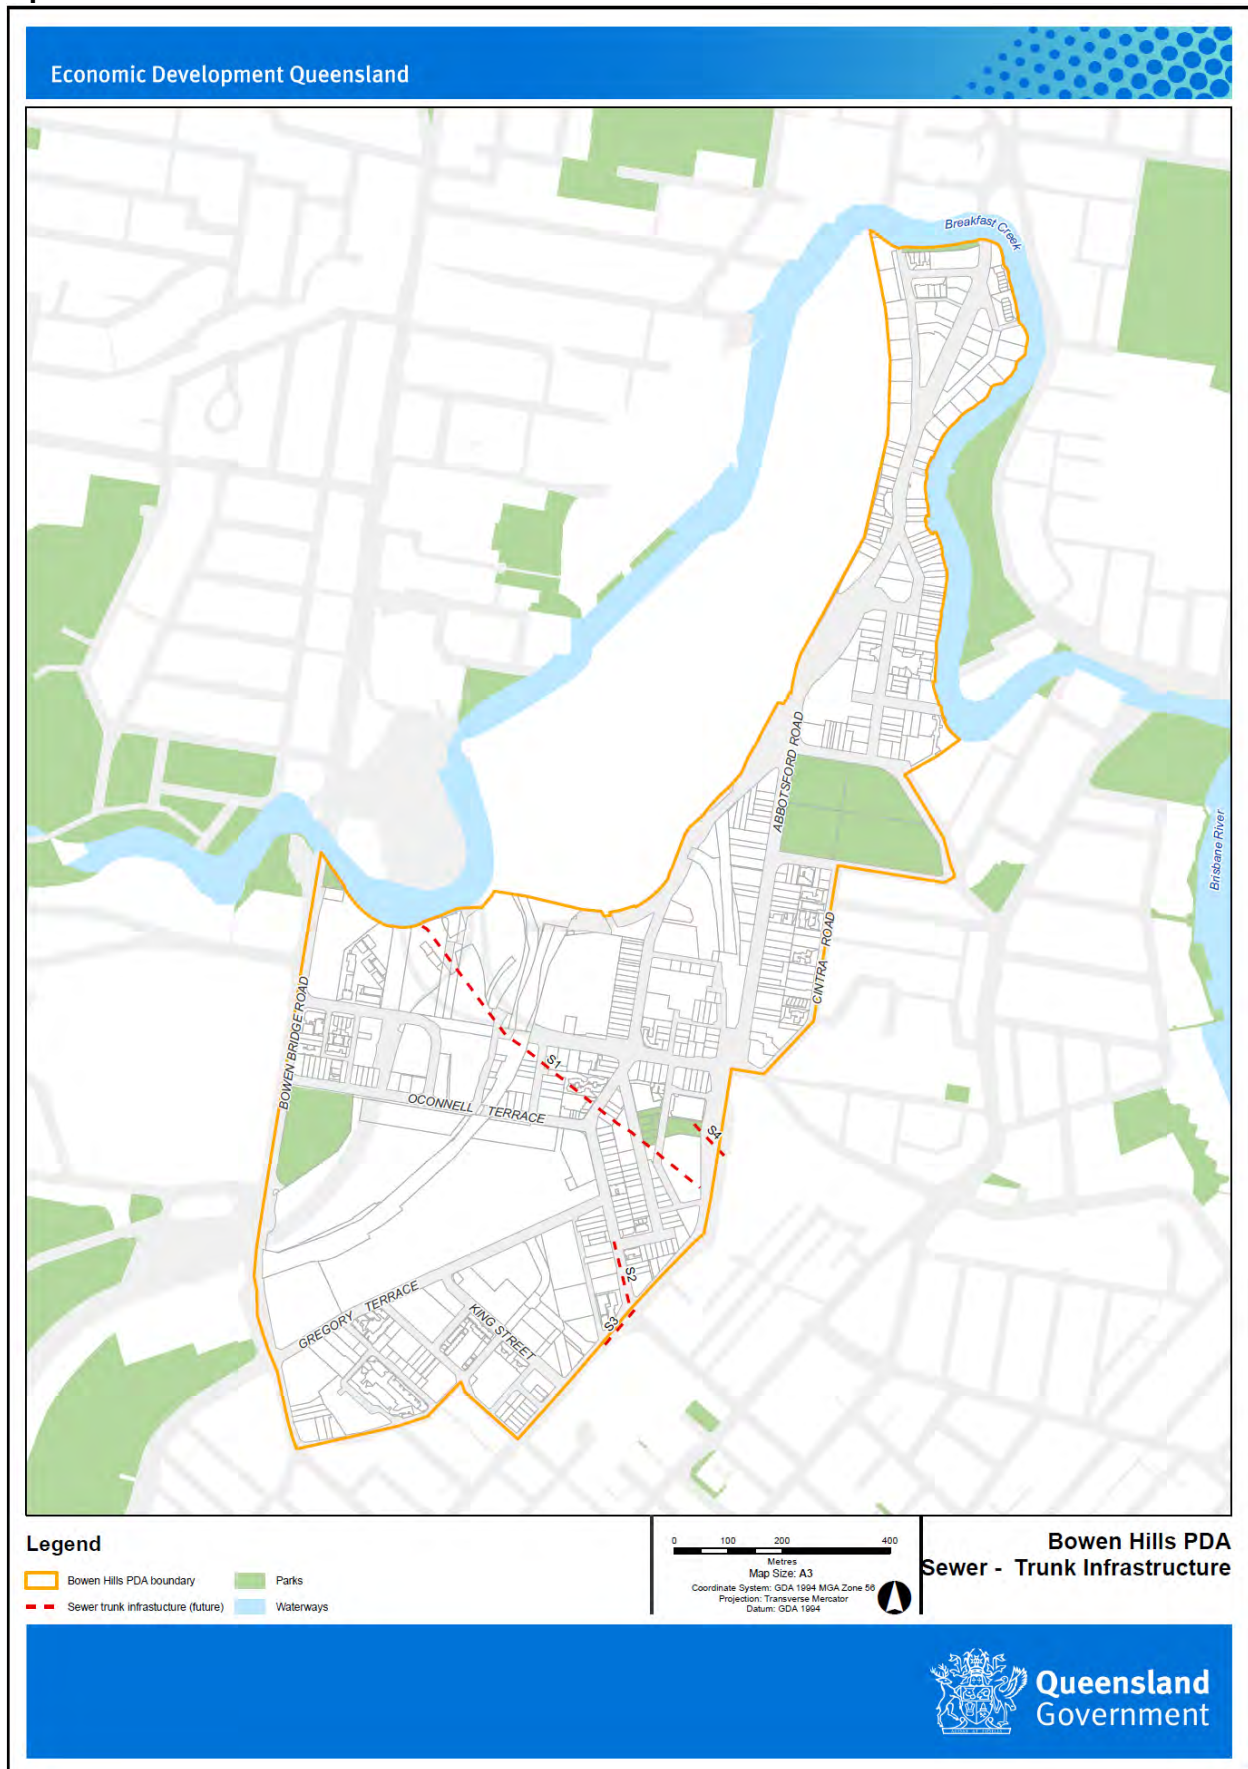 Economic Development Queensland
Breakfast Creek
ABBOTSFORD ROAD
Brisbane River
CINTRA ROAD
BOWEN BRIDGE ROAD
S1
OCONNELL TERRACE
S4
S2
GREGORY TERRACE
KING STREET
S3
Legend
Bowen Hills PDA boundary
Parks
Sewer trunk infrastucture (future)
Waterways
0 100 200 400
Metres
Map Size: A3
Coordinate System: GDA 1994 MGA Zone 56
Projection: Transverse Mercator
Datum: GDA 1994
Bowen Hills PDA
Sewer - Trunk Infrastructure
Queensland
Government